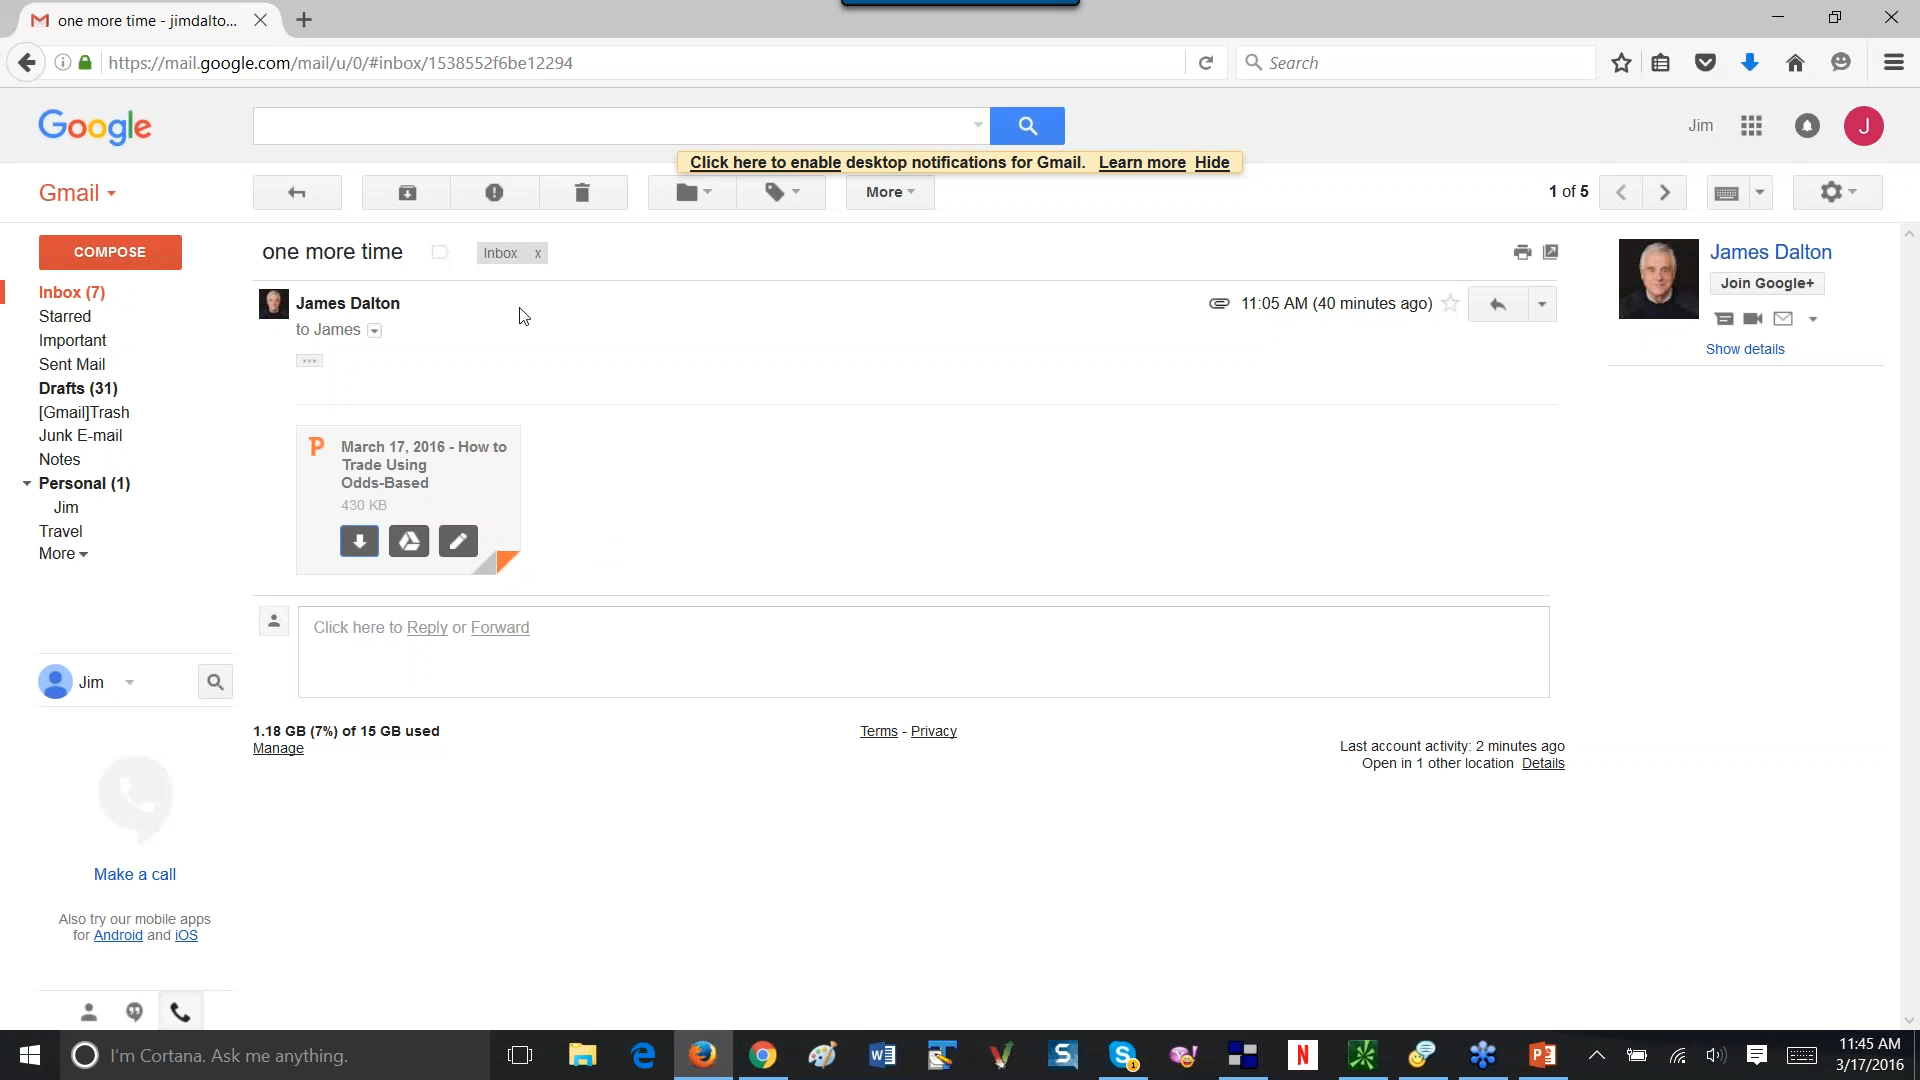 one more time - jimdalto...
https://mail.google.com/mail/u/0/#inbox/1538552f6be12294
Search
Google
Jim
J
Click here to enable desktop notifications for Gmail. Learn more Hide
Gmail
More
1 of 5
COMPOSE
one more time
Inbox x
James Dalton
Join Google+
Show details
Inbox (7)
Starred
Important
Sent Mail
Drafts (31)
[Gmail]Trash
Junk E-mail
Notes
Personal (1)
Jim
Travel
More
James Dalton
11:05 AM (40 minutes ago)
to James
P
March 17, 2016 - How to
Trade Using
Odds-Based
430 KB
Click here to Reply or Forward
Jim
1.18 GB (7%) of 15 GB used
Manage
Terms - Privacy
Last account activity: 2 minutes ago
Open in 1 other location Details
Make a call
Also try our mobile apps
for Android and iOS
I'm Cortana. Ask me anything.
11:45 AM
3/17/2016